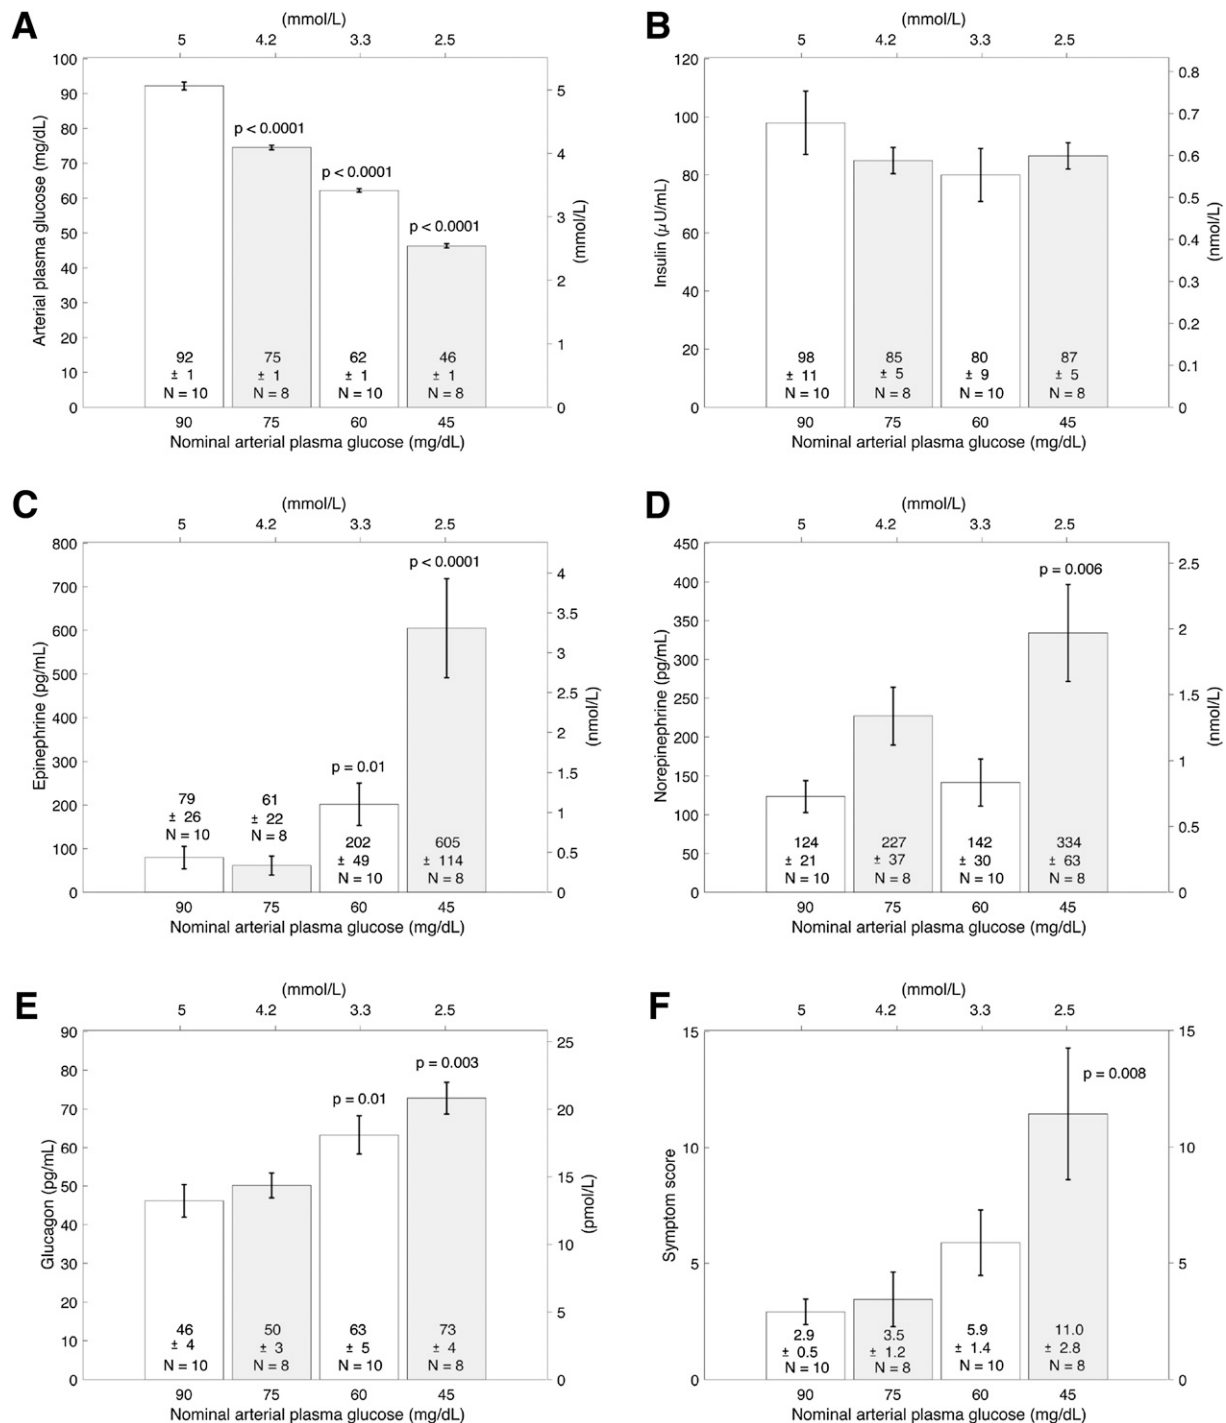 A
(mmol/L)
5 4.2 3.3 2.5
Arterial plasma glucose (mg/dL)
100
90
80
70
60
50
40
30
20
10
0
p < 0.0001
p < 0.0001
p < 0.0001
92 75 62 46
± 1 ± 1 ± 1 ± 1
N = 10 N = 8 N = 10 N = 8
5
4
3
2
1
0
(mmol/L)
90 75 60 45
Nominal arterial plasma glucose (mg/dL)
B
(mmol/L)
5 4.2 3.3 2.5
Insulin (μU/mL)
120
100
80
60
40
20
0
98 85 80 87
± 11 ± 5 ± 9 ± 5
N = 10 N = 8 N = 10 N = 8
0.8
0.7
0.6
0.5
0.4
0.3
0.2
0.1
0
(nmol/L)
90 75 60 45
Nominal arterial plasma glucose (mg/dL)
C
(mmol/L)
5 4.2 3.3 2.5
Epinephrine (pg/mL)
800
700
600
500
400
300
200
100
0
p < 0.0001
p = 0.01
79 61 202 605
± 26 ± 22 ± 49 ± 114
N = 10 N = 8 N = 10 N = 8
4
3.5
3
2.5
2
1.5
1
0.5
0
(nmol/L)
90 75 60 45
Nominal arterial plasma glucose (mg/dL)
D
(mmol/L)
5 4.2 3.3 2.5
Norepinephrine (pg/mL)
450
400
350
300
250
200
150
100
50
0
p = 0.006
124 227 142 334
± 21 ± 37 ± 30 ± 63
N = 10 N = 8 N = 10 N = 8
2.5
2
1.5
1
0.5
0
(nmol/L)
90 75 60 45
Nominal arterial plasma glucose (mg/dL)
E
(mmol/L)
5 4.2 3.3 2.5
Glucagon (pg/mL)
90
80
70
60
50
40
30
20
10
0
p = 0.003
p = 0.01
46 50 63 73
± 4 ± 3 ± 5 ± 4
N = 10 N = 8 N = 10 N = 8
25
20
15
10
5
0
(pmol/L)
90 75 60 45
Nominal arterial plasma glucose (mg/dL)
F
(mmol/L)
5 4.2 3.3 2.5
Symptom score
15
10
5
0
p = 0.008
2.9 3.5 5.9 11.0
± 0.5 ± 1.2 ± 1.4 ± 2.8
N = 10 N = 8 N = 10 N = 8
15
10
5
0
90 75 60 45
Nominal arterial plasma glucose (mg/dL)